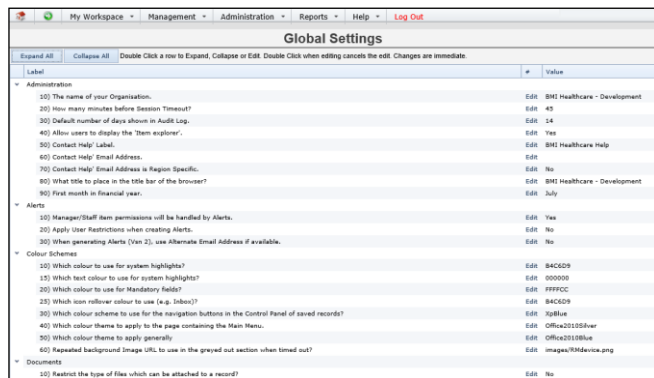 My Workspace Management Administration Reports Help Log Out
Global Settings
Expand All Collapse All Double Click a row to Expand, Collapse or Edit. Double Click when editing cancels the edit. Changes are immediate.
Label # Value
Administration
10) The name of your Organisation. Edit BMI Healthcare - Development
20) How many minutes before Session Timeout? Edit 45
30) Default number of days shown in Audit Log. Edit 14
40) Allow users to display the 'Item explorer'. Edit Yes
50) Contact Help' Label. Edit BMI Healthcare Help
60) Contact Help' Email Address. Edit
70) Contact Help' Email Address is Region Specific. Edit No
80) What title to place in the title bar of the browser? Edit BMI Healthcare - Development
90) First month in financial year. Edit July
Alerts
10) Manager/Staff item permissions will be handled by Alerts. Edit Yes
20) Apply User Restrictions when creating Alerts. Edit No
30) When generating Alerts (Vsn 2), use Alternate Email Address if available. Edit No
Colour Schemes
10) Which colour to use for system highlights? Edit B4C6D9
15) Which text colour to use for system highlights? Edit 000000
20) Which colour to use for Mandatory fields? Edit FFFFCC
25) Which icon rollover colour to use (e.g. Inbox)? Edit B4C6D9
30) Which colour scheme to use for the navigation buttons in the Control Panel of saved records? Edit XpBlue
40) Which colour theme to apply to the page containing the Main Menu. Edit Office2010Silver
50) Which colour theme to apply generally Edit Office2010Blue
60) Repeated background Image URL to use in the greyed out section when timed out? Edit images/RMdevice.png
Documents
10) Restrict the type of files which can be attached to a record? Edit No